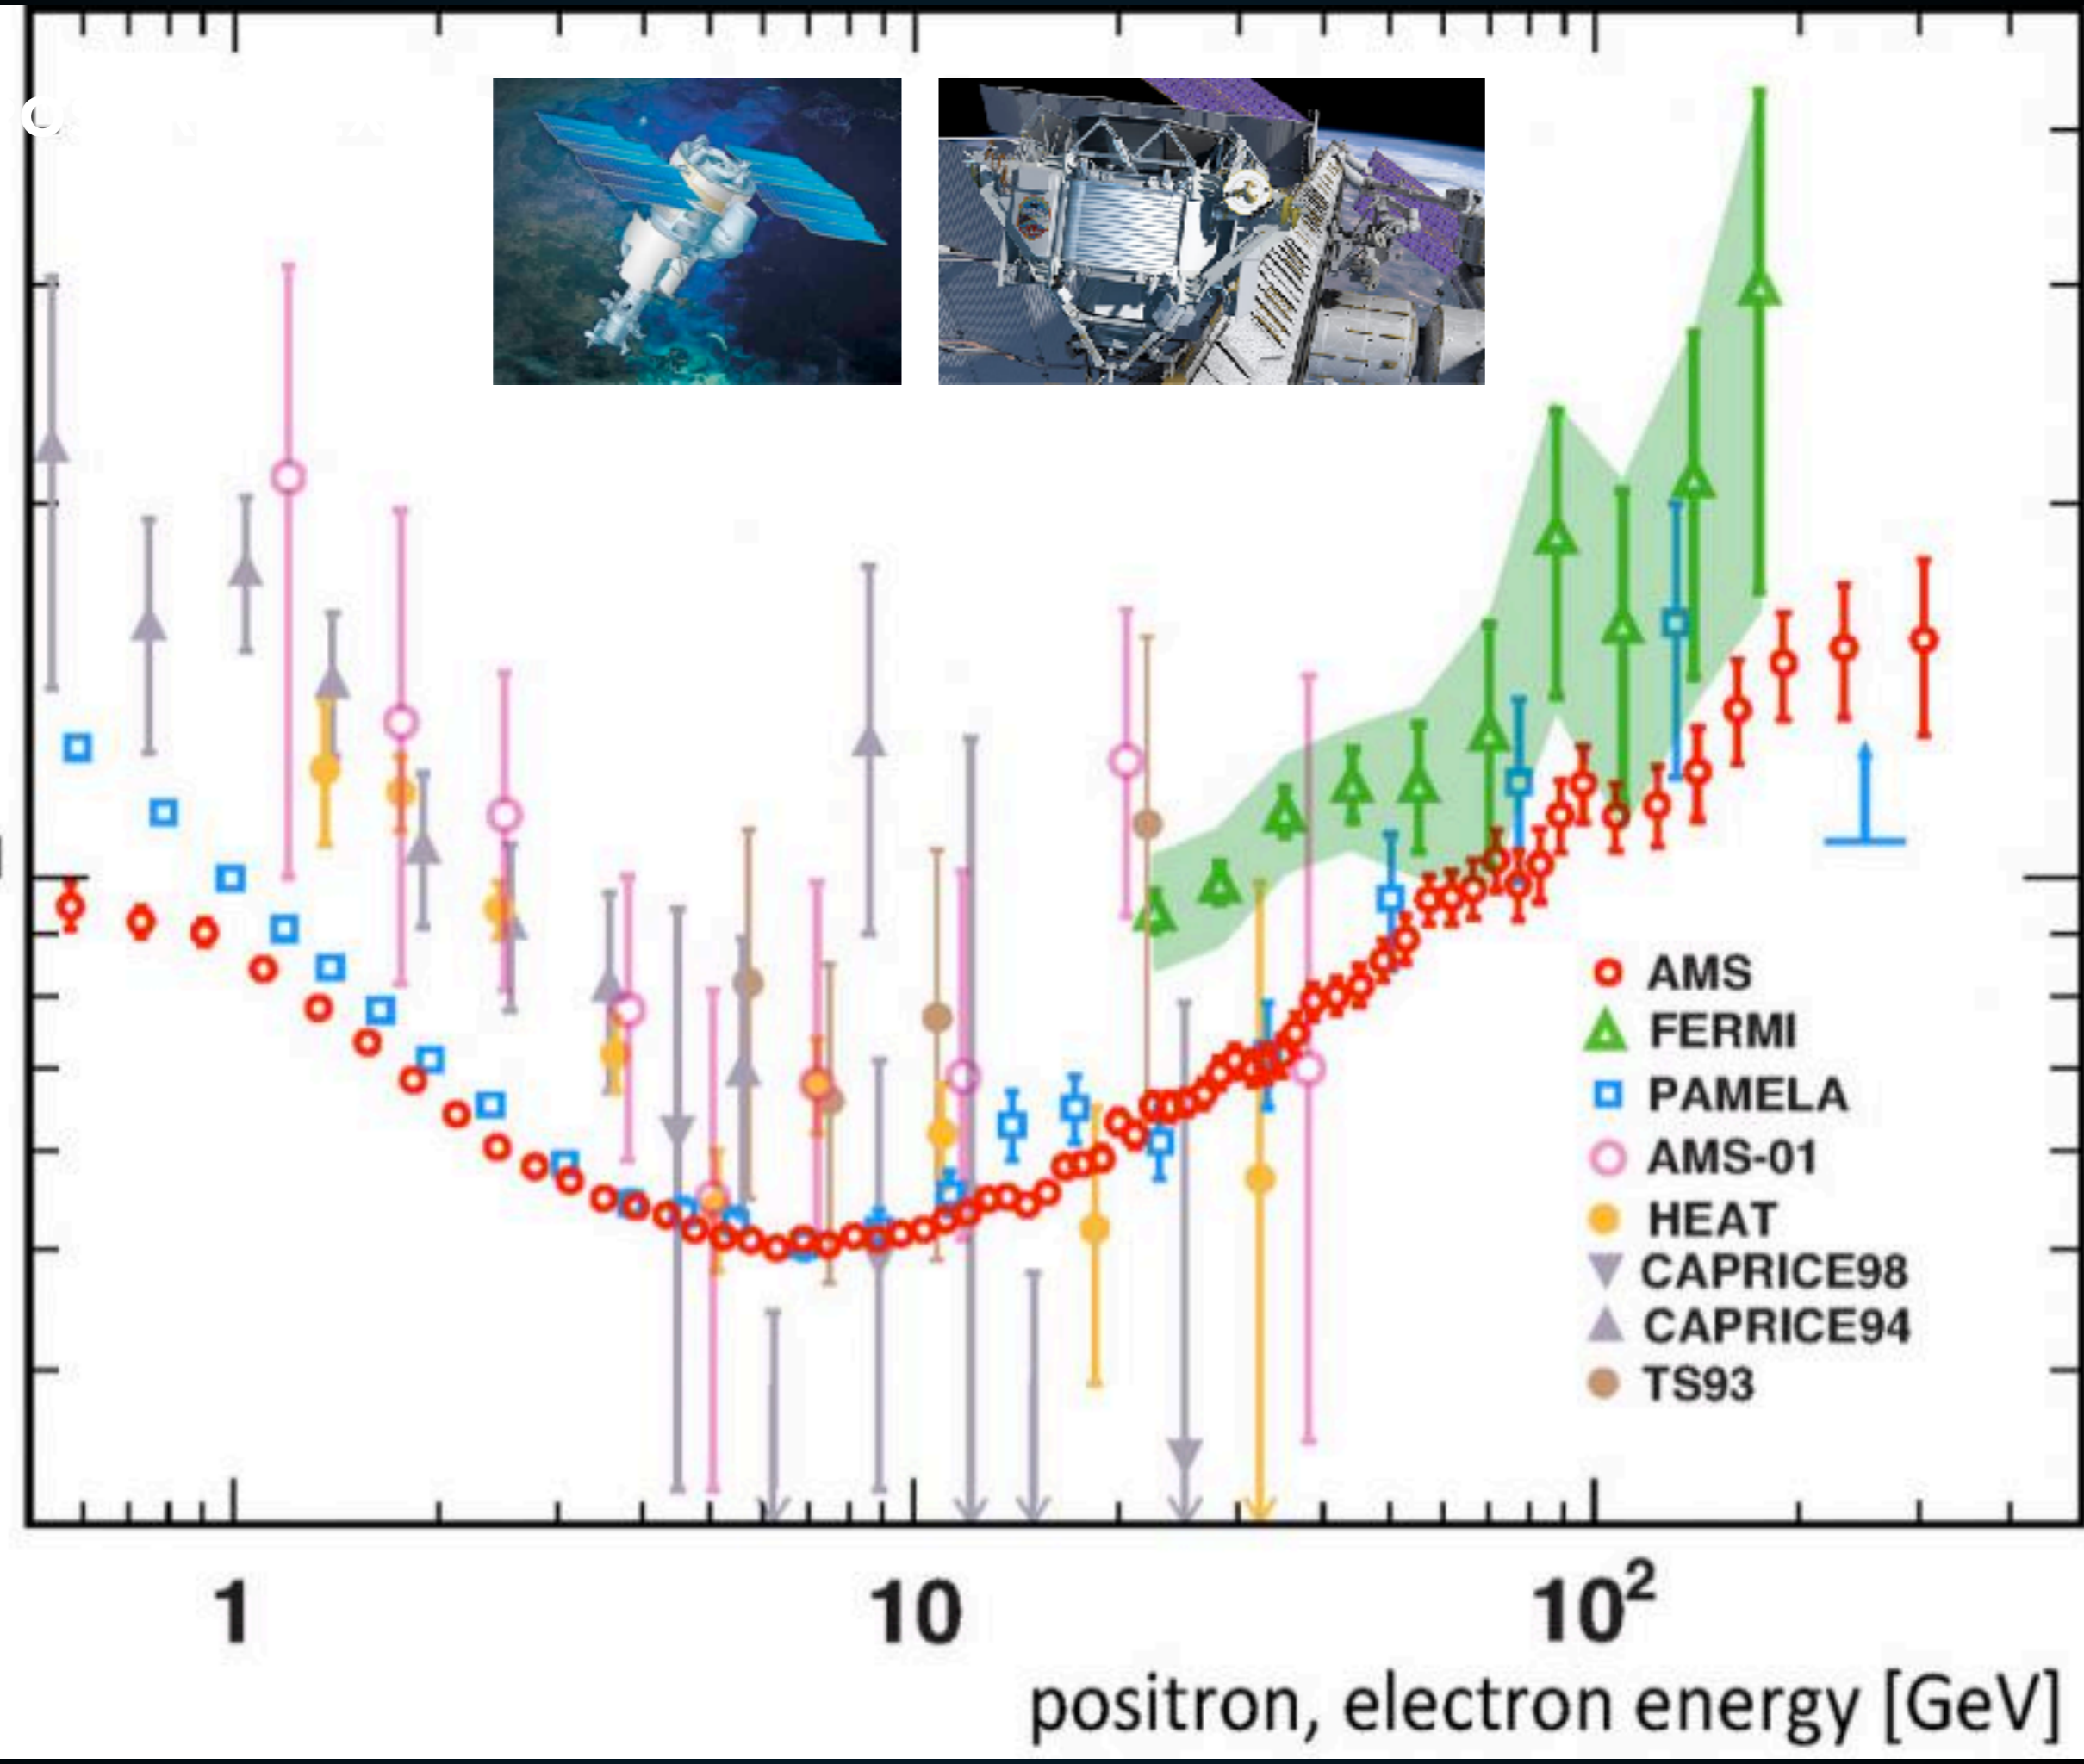 AMS
FERMI
PAMELA
AMS-01
HEAT
CAPRICE98
CAPRICE94
TS93
1 10 10²
positron, electron energy [GeV]